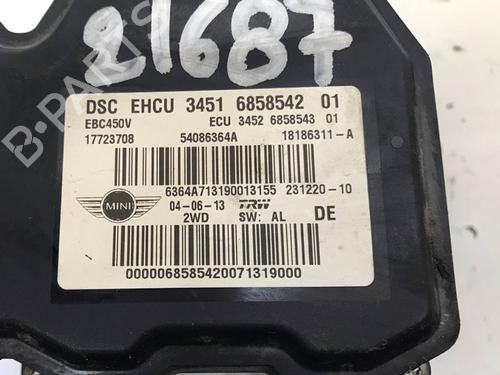 21687
DSC EHCU 3451 6858542 01
EBC450V ECU 3452 6858543 01
17723708 54086364A 18186311-A
6364A713190013155 231220-10
MINI 04-06-13 TRW
2WD SW: AL DE
0000068585420071319000
B-Parts